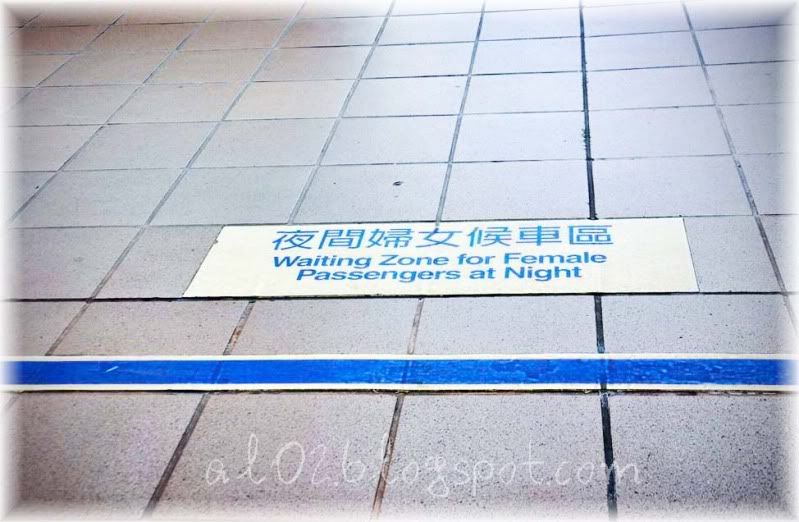 夜間婦女候車區
Waiting Zone for Female
Passengers at Night
al02.blogspot.com